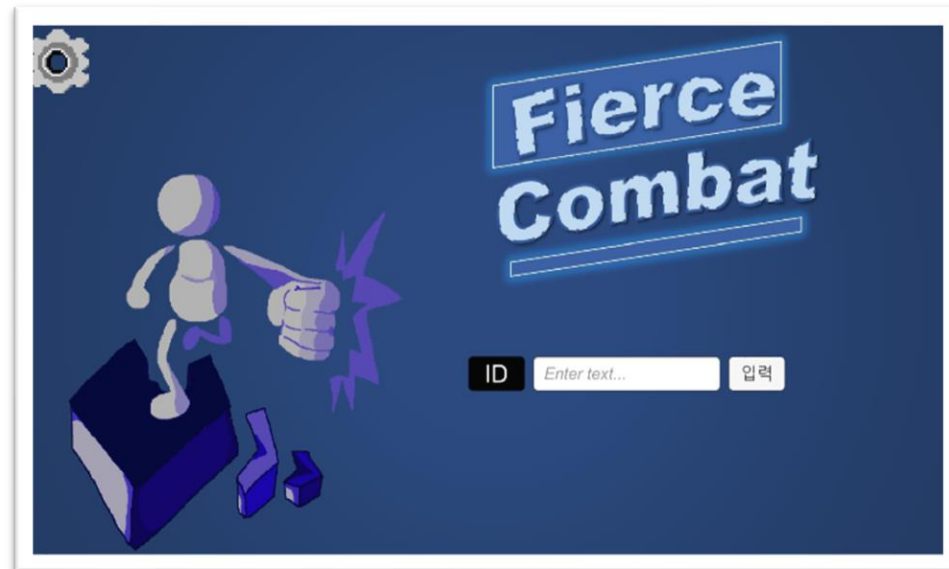 Fierce
Combat
ID Enter text... 입력